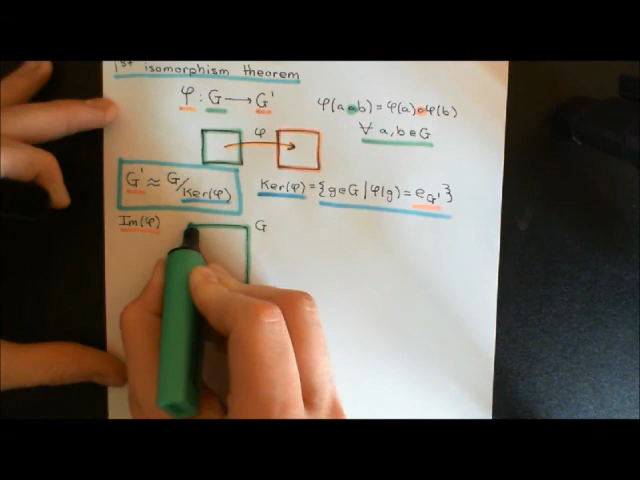 1st isomorphism theorem
φ : G ⟶ G'
φ(a∘b) = φ(a)∘φ(b)
∀ a,b∈G
φ
G' ≈ G/Ker(φ)
Ker(φ) = {g∈G | φ(g) = e_G'}
Im(φ)
G